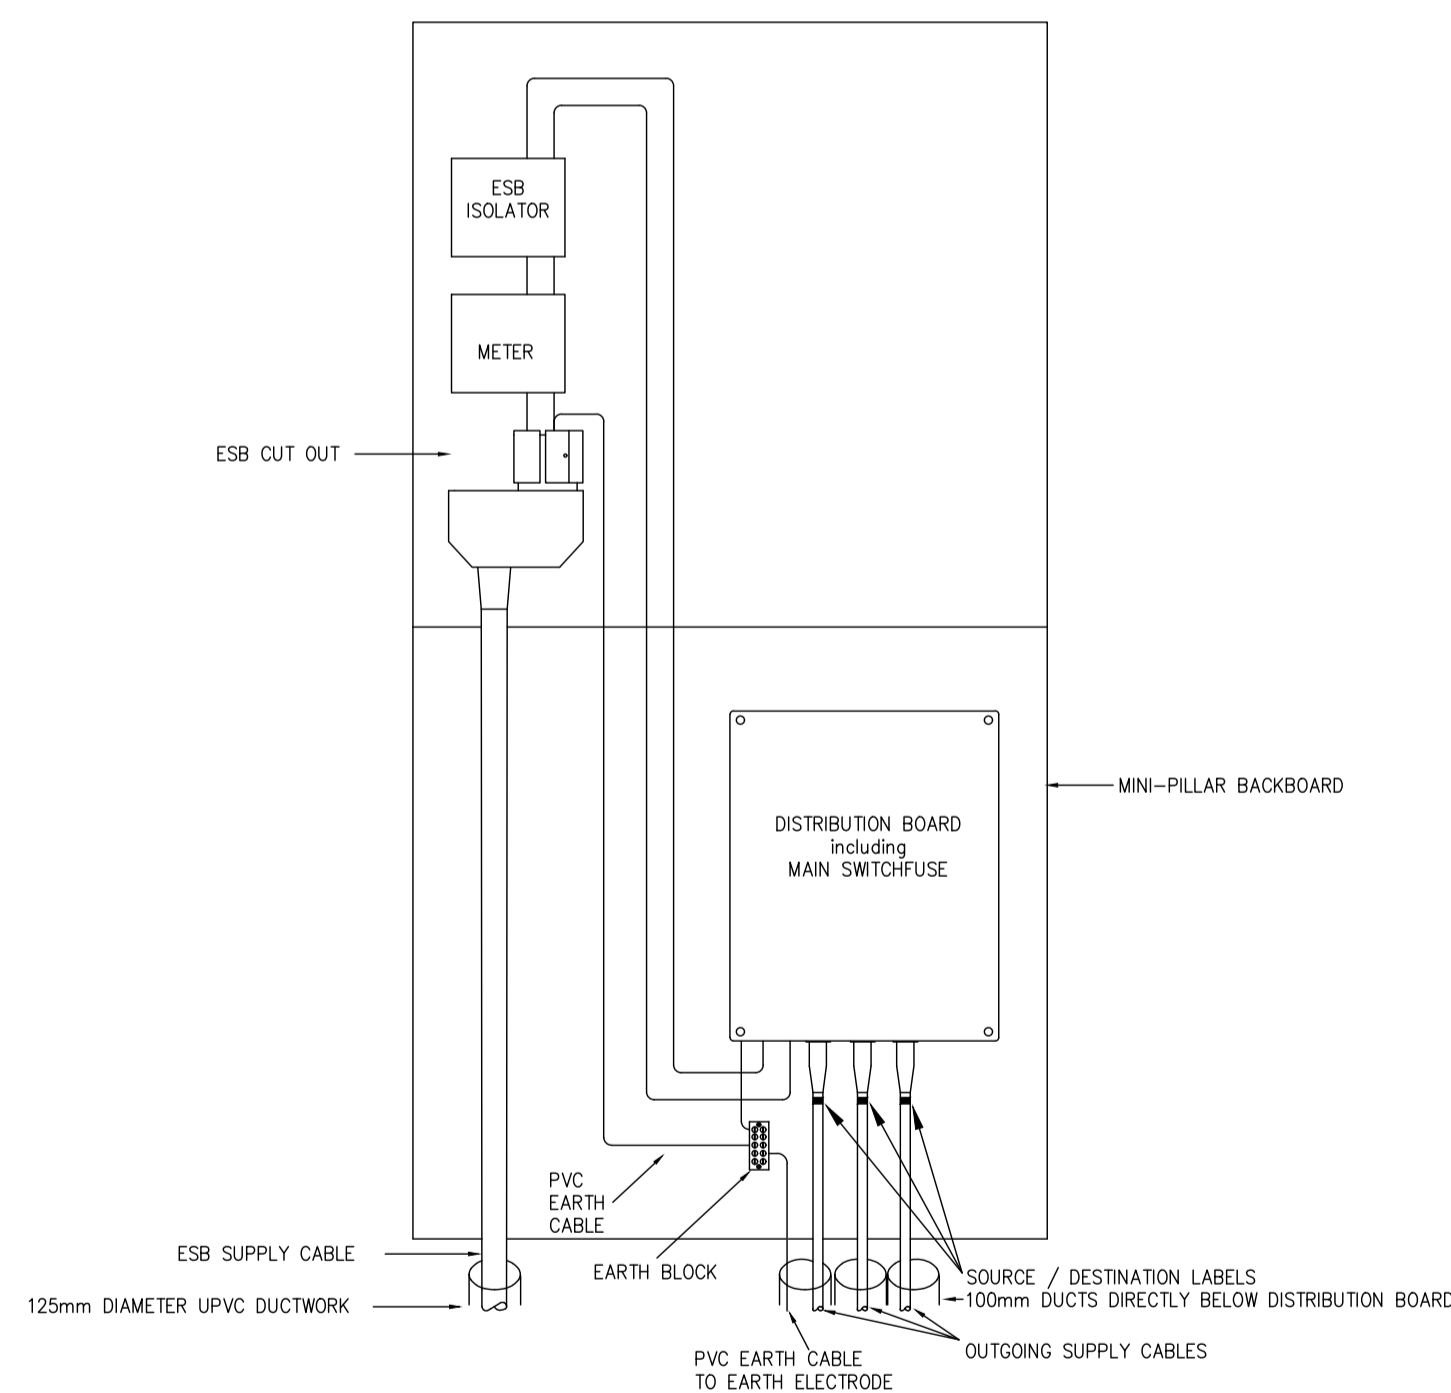 ESB
ISOLATOR
METER
ESB CUT OUT
MINI-PILLAR BACKBOARD
DISTRIBUTION BOARD
including
MAIN SWITCHFUSE
PVC
EARTH
CABLE
ESB SUPPLY CABLE
EARTH BLOCK
SOURCE / DESTINATION LABELS
125mm DIAMETER UPVC DUCTWORK
100mm DUCTS DIRECTLY BELOW DISTRIBUTION BOARD
OUTGOING SUPPLY CABLES
PVC EARTH CABLE
TO EARTH ELECTRODE